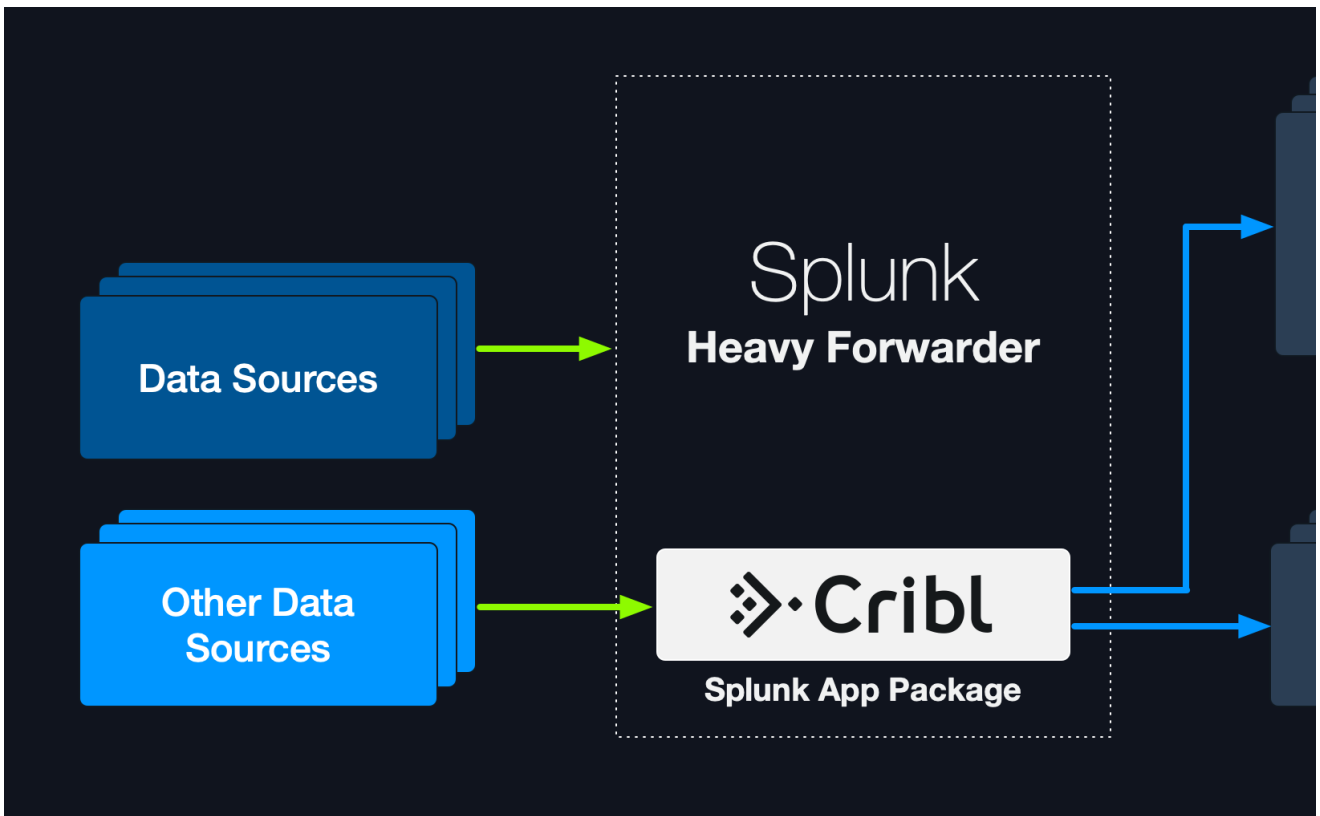 Splunk
Heavy Forwarder
Data Sources
Other Data
Sources
Cribl
Splunk App Package